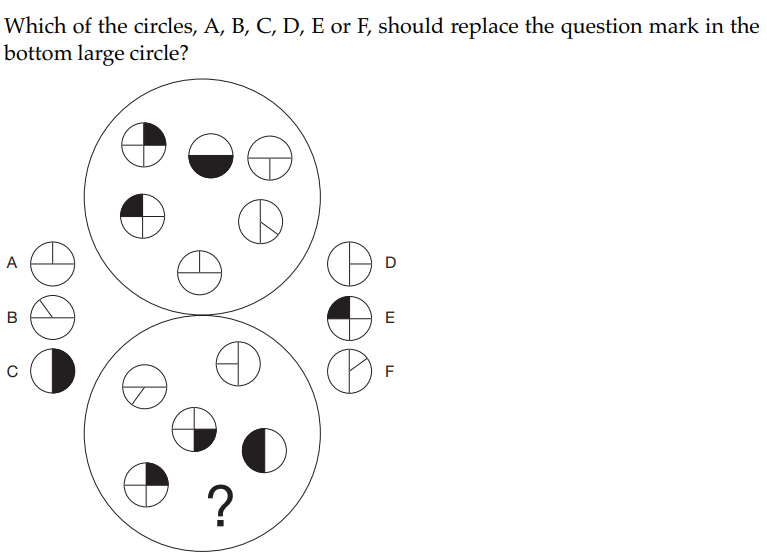 Which of the circles, A, B, C, D, E or F, should replace the question mark in the
bottom large circle?
A
D
B
E
C
F
?